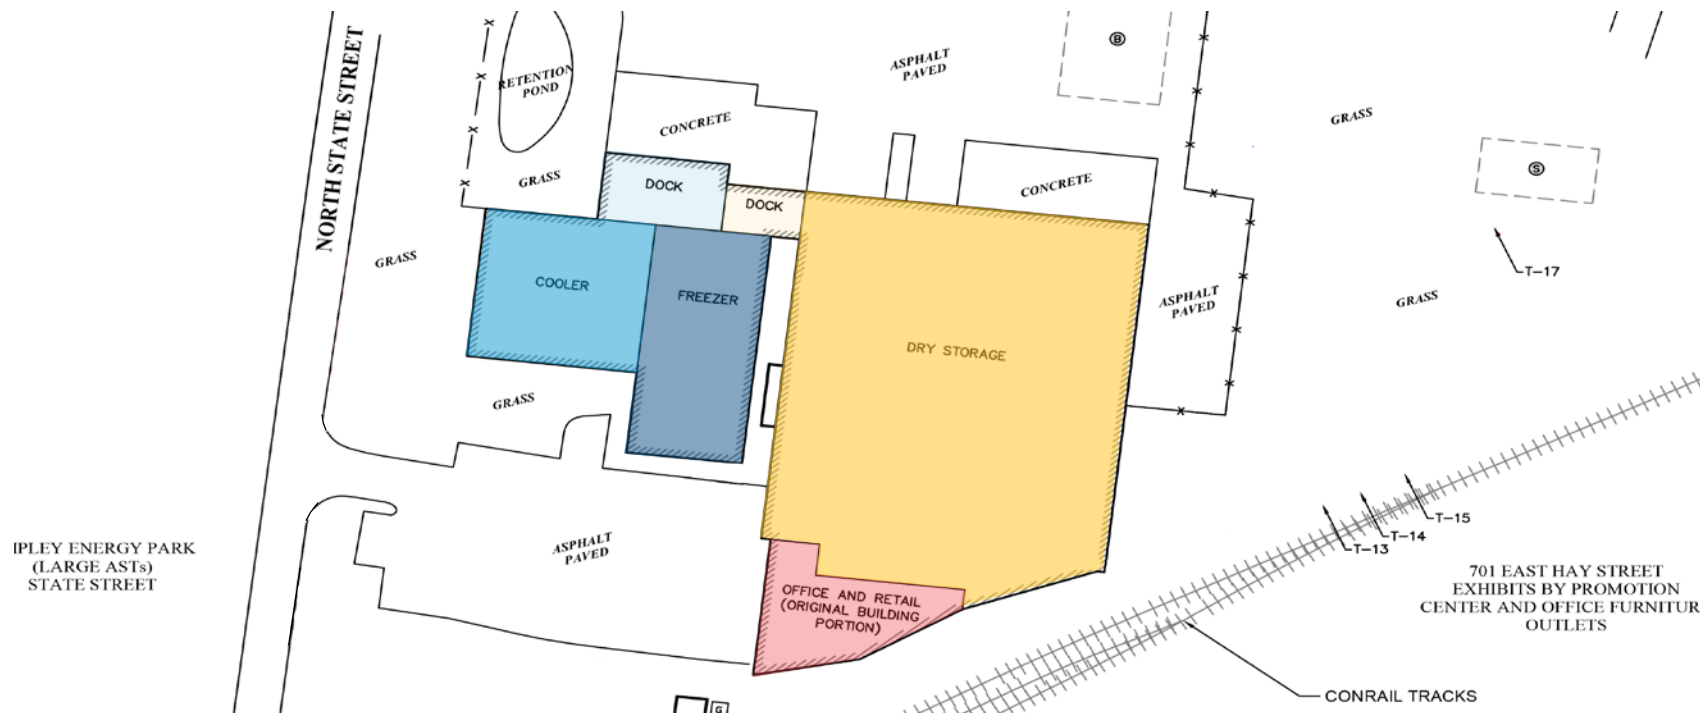 NORTH STATE STREET
RETENTION
POND
ASPHALT
PAVED
B
CONCRETE
GRASS
S
GRASS
DOCK
DOCK
CONCRETE
GRASS
T-17
COOLER
FREEZER
ASPHALT
PAVED
GRASS
DRY STORAGE
GRASS
T-15
T-14
T-13
ASPHALT
PAVED
IPLEY ENERGY PARK
(LARGE ASTs)
STATE STREET
OFFICE AND RETAIL
(ORIGINAL BUILDING
PORTION)
701 EAST HAY STREET
EXHIBITS BY PROMOTION
CENTER AND OFFICE FURNITUR
OUTLETS
CONRAIL TRACKS
G